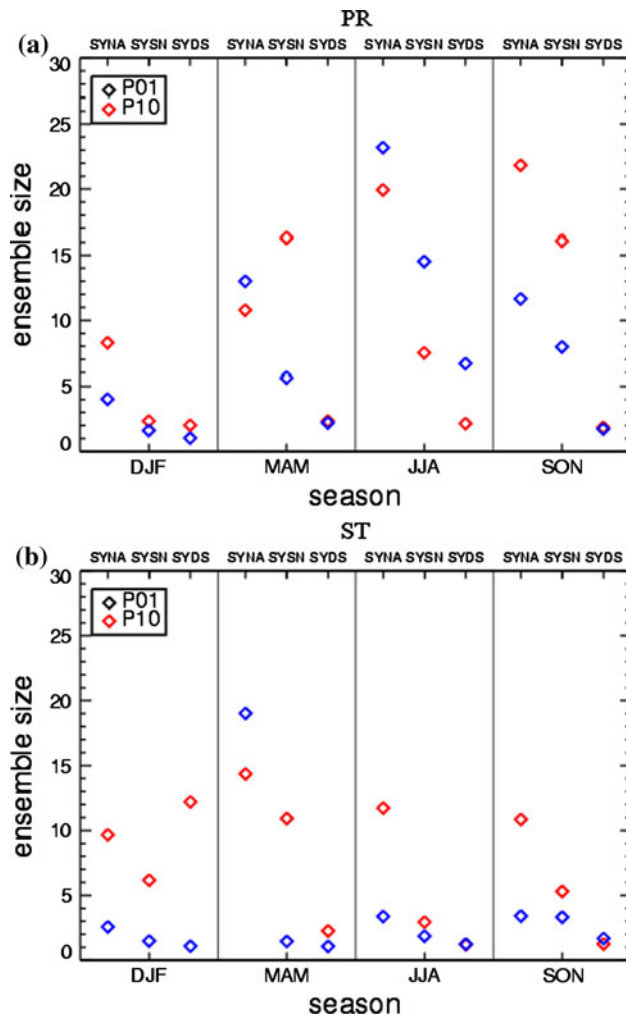 PR
(a)
SYNA SYSN SYDS SYNA SYSN SYDS SYNA SYSN SYDS SYNA SYSN SYDS
30
P01
P10
25
20
15
10
5
0
ensemble size
DJF MAM JJA SON
season
ST
(b)
SYNA SYSN SYDS SYNA SYSN SYDS SYNA SYSN SYDS SYNA SYSN SYDS
30
P01
P10
25
20
15
10
5
0
ensemble size
DJF MAM JJA SON
season